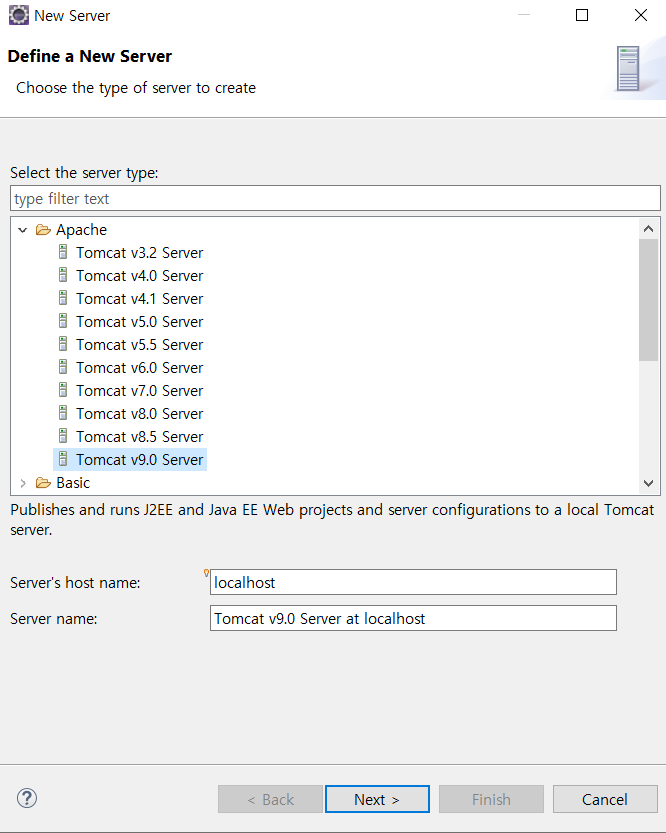 New Server
Define a New Server
Choose the type of server to create
Select the server type:
type filter text
Apache
Tomcat v3.2 Server
Tomcat v4.0 Server
Tomcat v4.1 Server
Tomcat v5.0 Server
Tomcat v5.5 Server
Tomcat v6.0 Server
Tomcat v7.0 Server
Tomcat v8.0 Server
Tomcat v8.5 Server
Tomcat v9.0 Server
Basic
Publishes and runs J2EE and Java EE Web projects and server configurations to a local Tomcat
server.
Server's host name: localhost
Server name: Tomcat v9.0 Server at localhost
? < Back Next > Finish Cancel